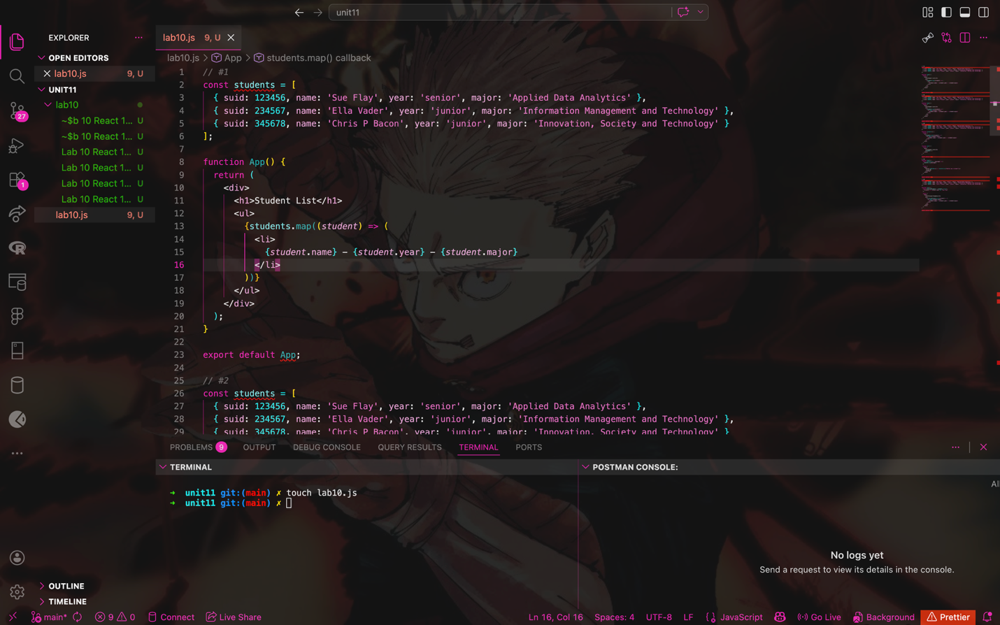 unit11
EXPLORER
OPEN EDITORS
lab10.js 9, U
UNIT11
lab10
~$b 10 React 1... U
~$b 10 React 1... U
Lab 10 React 1... U
Lab 10 React 1... U
Lab 10 React 1... U
Lab 10 React 1... U
lab10.js 9, U
27
1
OUTLINE
TIMELINE
lab10.js 9, U
lab10.js > App > students.map() callback
1 // #1
2 const students = [
3 { suid: 123456, name: 'Sue Flay', year: 'senior', major: 'Applied Data Analytics' },
4 { suid: 234567, name: 'Ella Vader', year: 'junior', major: 'Information Management and Technology' },
5 { suid: 345678, name: 'Chris P Bacon', year: 'junior', major: 'Innovation, Society and Technology' }
6 ];
7
8 function App() {
9 return (
10 <div>
11 <h1>Student List</h1>
12 <ul>
13 {students.map((student) => (
14 <li>
15 {student.name} – {student.year} – {student.major}
16 </li>
17 ))}
18 </ul>
19 </div>
20 );
21 }
22
23 export default App;
24
25 // #2
26 const students = [
27 { suid: 123456, name: 'Sue Flay', year: 'senior', major: 'Applied Data Analytics' },
28 { suid: 234567, name: 'Ella Vader', year: 'junior', major: 'Information Management and Technology' },
29 { suid: 345678, name: 'Chris P Bacon', year: 'junior', major: 'Innovation, Society and Technology' }
PROBLEMS 9 OUTPUT DEBUG CONSOLE QUERY RESULTS TERMINAL PORTS
TERMINAL
➜ unit11 git:(main) ✗ touch lab10.js
➜ unit11 git:(main) ✗
POSTMAN CONSOLE:
All
No logs yet
Send a request to view its details in the console.
main* 9 0 Connect Live Share Ln 16, Col 16 Spaces: 4 UTF-8 LF {} JavaScript Go Live Background Prettier